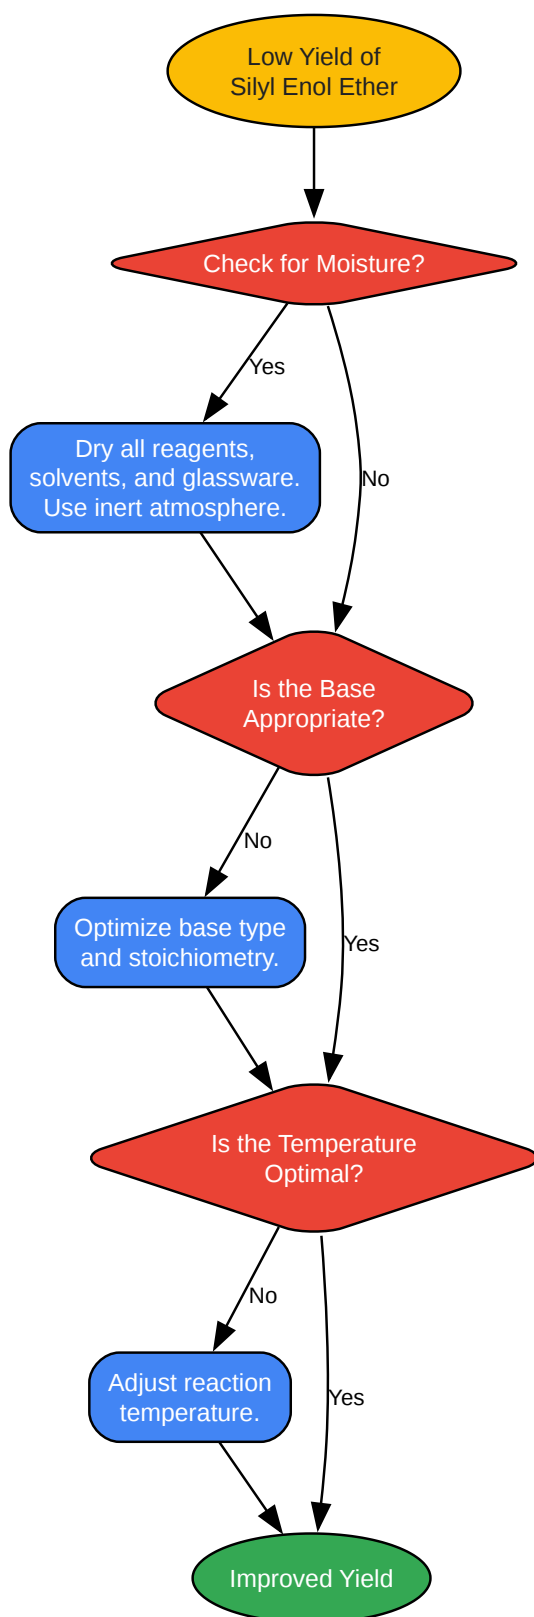 Low Yield of
Silyl Enol Ether
Check for Moisture?
Yes
Dry all reagents,
solvents, and glassware.
Use inert atmosphere.
No
Is the Base
Appropriate?
No
Optimize base type
and stoichiometry.
Yes
Is the Temperature
Optimal?
No
Adjust reaction
temperature.
Yes
Improved Yield